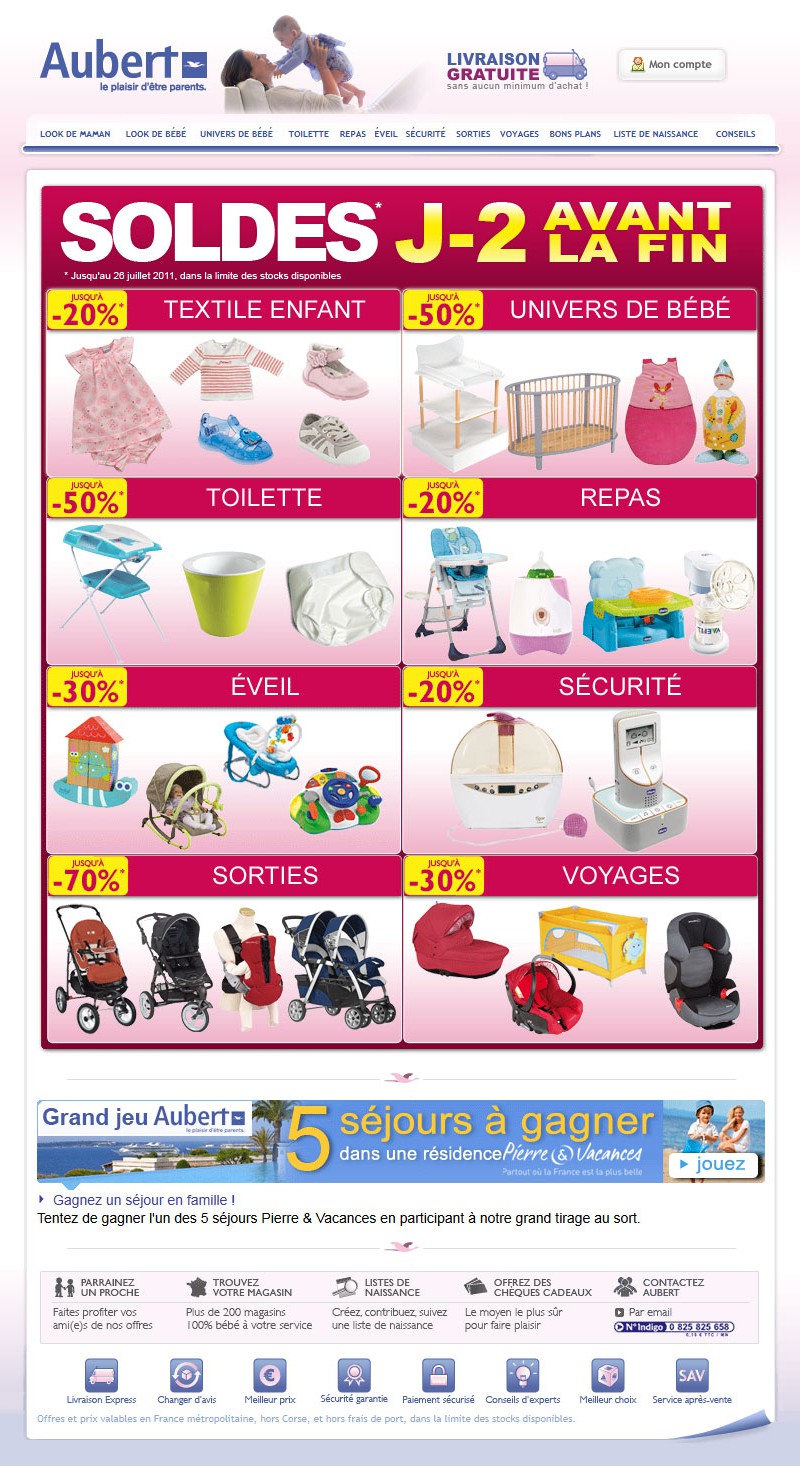 Aubert
le plaisir d'être parents.
LIVRAISON
GRATUITE
sans aucun minimum d'achat !
Mon compte
LOOK DE MAMAN LOOK DE BÉBÉ UNIVERS DE BÉBÉ TOILETTE REPAS ÉVEIL SÉCURITÉ SORTIES VOYAGES BONS PLANS LISTE DE NAISSANCE CONSEILS
SOLDES* J-2 AVANT
LA FIN
* Jusqu'au 26 juillet 2011, dans la limite des stocks disponibles
JUSQU'À
-20%*
TEXTILE ENFANT
JUSQU'À
-50%*
UNIVERS DE BÉBÉ
JUSQU'À
-50%*
TOILETTE
JUSQU'À
-20%*
REPAS
JUSQU'À
-30%*
ÉVEIL
JUSQU'À
-20%*
SÉCURITÉ
JUSQU'À
-70%*
SORTIES
JUSQU'À
-30%*
VOYAGES
Grand jeu Aubert
le plaisir d'être parents.
5 séjours à gagner
dans une résidence Pierre & Vacances
Partout où la France est la plus belle
jouez
Gagnez un séjour en famille !
Tentez de gagner l'un des 5 séjours Pierre & Vacances en participant à notre grand tirage au sort.
PARRAINEZ
UN PROCHE
Faites profiter vos
ami(e)s de nos offres
TROUVEZ
VOTRE MAGASIN
Plus de 200 magasins
100% bébé à votre service
LISTES DE
NAISSANCE
Créez, contribuez, suivez
une liste de naissance
OFFREZ DES
CHÈQUES CADEAUX
Le moyen le plus sûr
pour faire plaisir
CONTACTEZ
AUBERT
Par email
N°Indigo 0 825 825 658
0,15 € TTC / MN
Livraison Express
Changer d'avis
Meilleur prix
Sécurité garantie
Paiement sécurisé
Conseils d'experts
Meilleur choix
SAV
Service après-vente
Offres et prix valables en France métropolitaine, hors Corse, et hors frais de port, dans la limite des stocks disponibles.